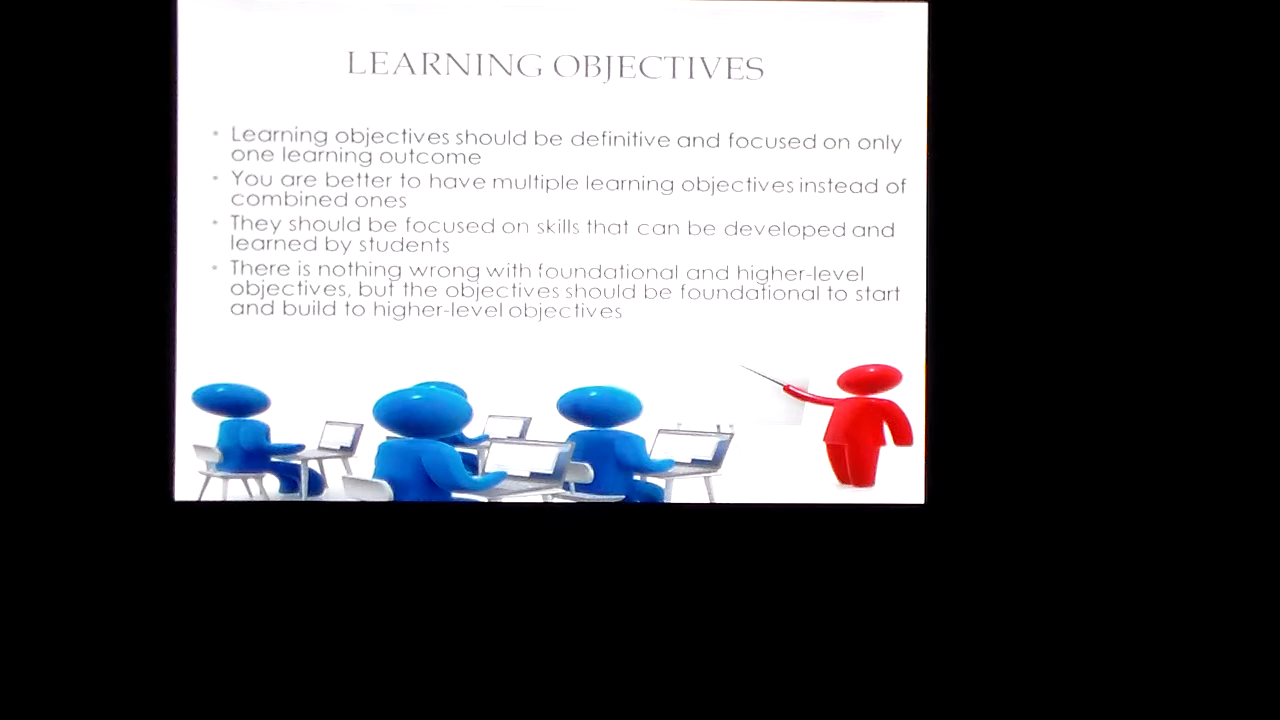 LEARNING OBJECTIVES
• Learning objectives should be definitive and focused on only
one learning outcome
• You are better to have multiple learning objectives instead of
combined ones
• They should be focused on skills that can be developed and
learned by students
• There is nothing wrong with foundational and higher-level
objectives, but the objectives should be foundational to start
and build to higher-level objectives